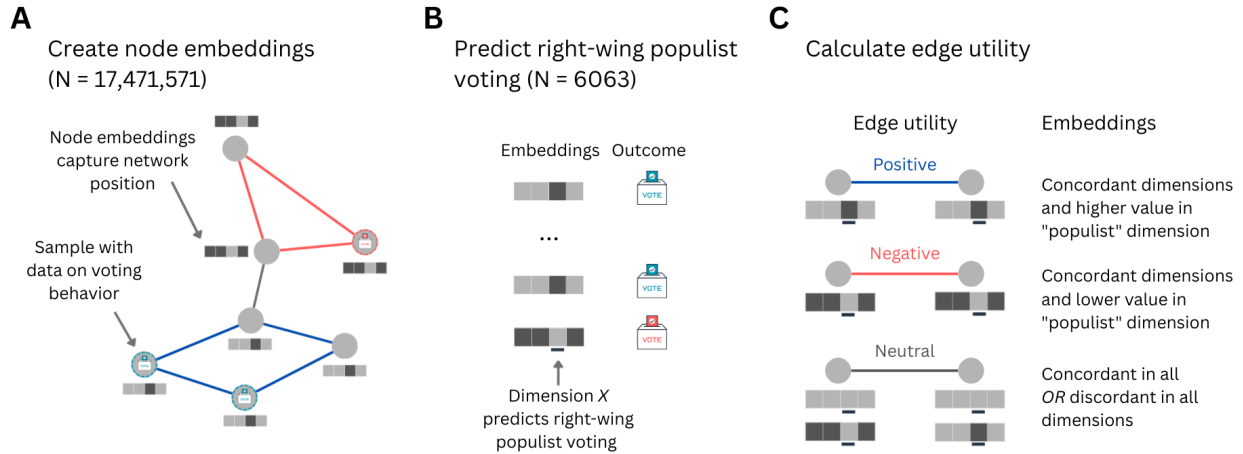 A
Create node embeddings
(N = 17,471,571)
Node embeddings
capture network
position
Sample with
data on voting
behavior
B
Predict right-wing populist
voting (N = 6063)
Embeddings
Outcome
VOTE
...
VOTE
VOTE
Dimension X
predicts right-wing
populist voting
C
Calculate edge utility
Edge utility
Embeddings
Positive
Concordant dimensions
and higher value in
"populist" dimension
Negative
Concordant dimensions
and lower value in
"populist" dimension
Neutral
Concordant in all
OR discordant in all
dimensions